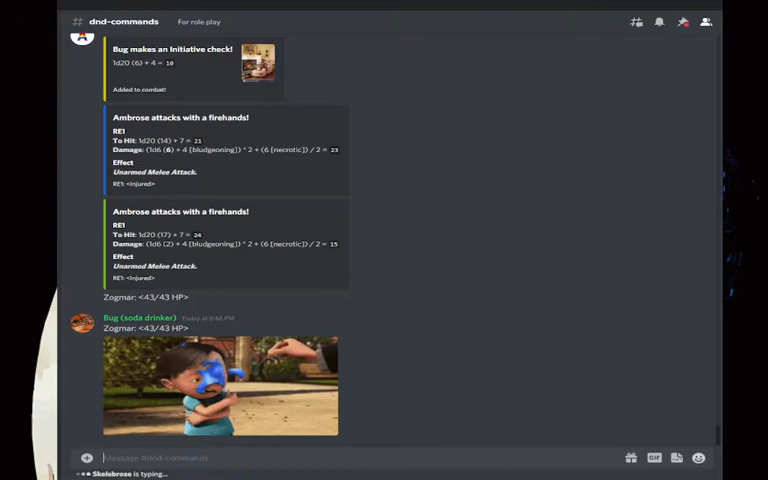 dnd-commands
For role play
Bug makes an Initiative check!
1d20 (6) + 4 = 10
Added to combat!
Ambrose attacks with a firehands!
RE1
To Hit: 1d20 (14) + 7 = 21
Damage: (1d6 (6) + 4 [bludgeoning]) * 2 + (6 [necrotic]) / 2 = 23
Effect
Unarmed Melee Attack.
RE1: <Injured>
Ambrose attacks with a firehands!
RE1
To Hit: 1d20 (17) + 7 = 24
Damage: (1d6 (2) + 4 [bludgeoning]) * 2 + (6 [necrotic]) / 2 = 15
Effect
Unarmed Melee Attack.
RE1: <Injured>
Zogmar: <43/43 HP>
Bug (soda drinker) Today at 8:46 PM
Zogmar: <43/43 HP>
Message #dnd-commands
GIF
Skelebrose is typing...